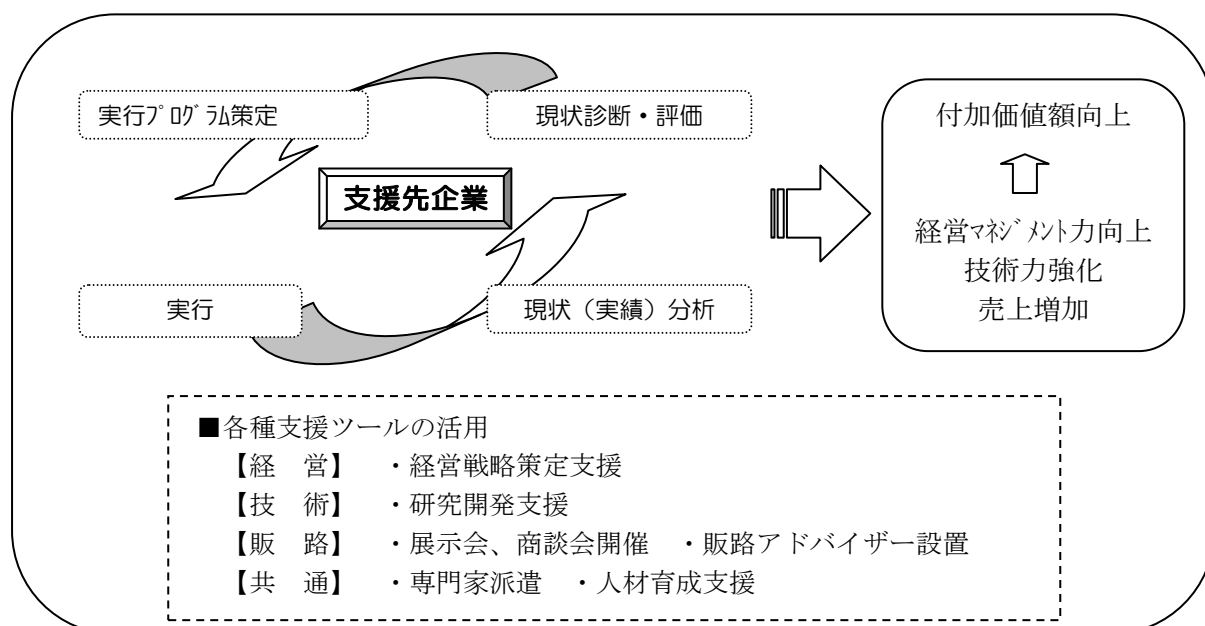 実行ﾌﾟﾛｸﾞﾗﾑ策定
現状診断・評価
支援先企業
実行
現状（実績）分析
付加価値額向上
経営ﾏﾈｼﾞﾒﾝﾄ力向上
技術力強化
売上増加
■各種支援ツールの活用
【経　営】　・経営戦略策定支援
【技　術】　・研究開発支援
【販　路】　・展示会、商談会開催　・販路アドバイザー設置
【共　通】　・専門家派遣　・人材育成支援